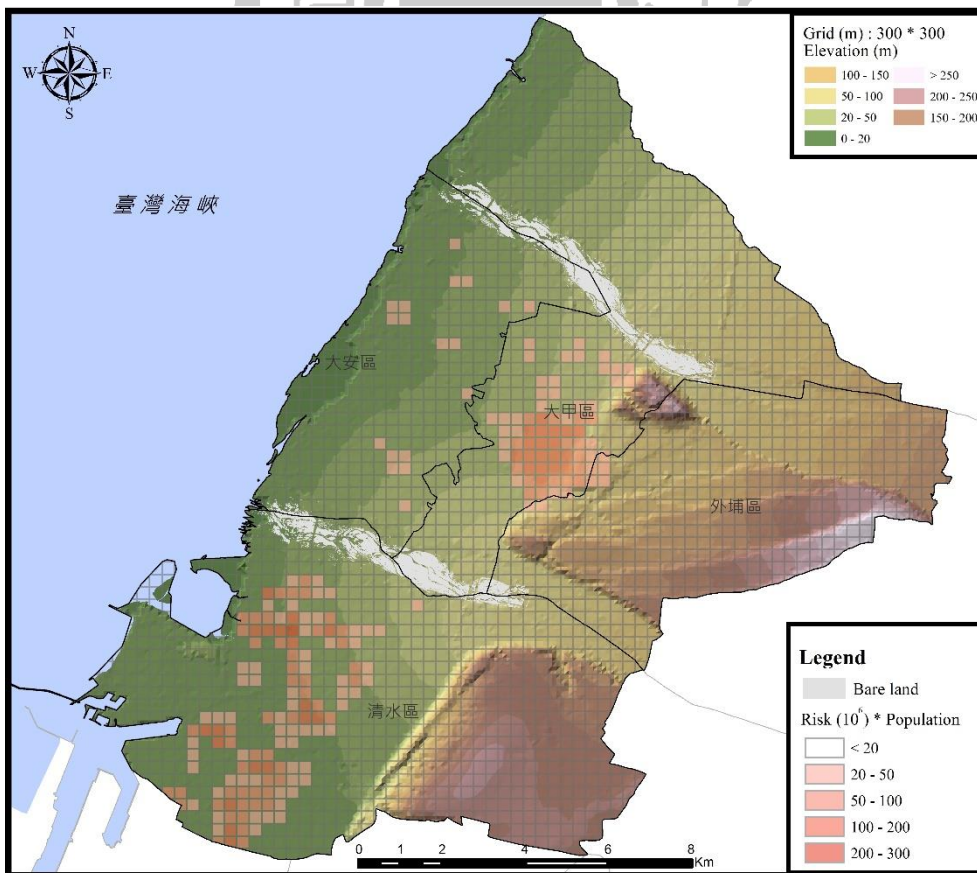 N
W
E
S
Grid (m) : 300 * 300
Elevation (m)
100 - 150
> 250
50 - 100
200 - 250
20 - 50
150 - 200
0 - 20
臺灣海峽
大安區
大甲區
外埔區
清水區
Legend
Bare land
Risk (10⁶) * Population
< 20
20 - 50
50 - 100
100 - 200
200 - 300
0 1 2 4 6 8
Km